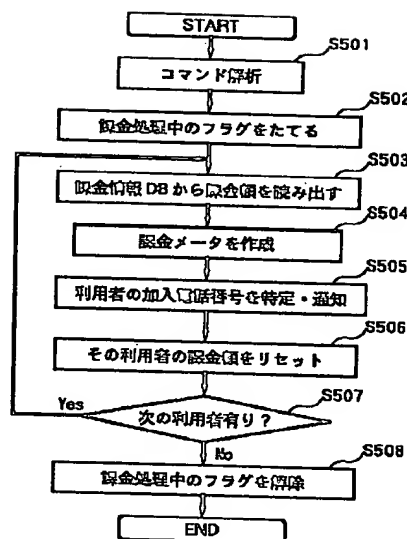 START
S501
コマンド解析
S502
課金処理中のフラグをたてる
S503
課金情報DBから課金額を読み出す
S504
課金メータを作成
S505
利用者の加入電話番号を特定・通知
S506
その利用者の課金額をリセット
S507
Yes
次の利用者有り?
No
S508
課金処理中のフラグを解除
END